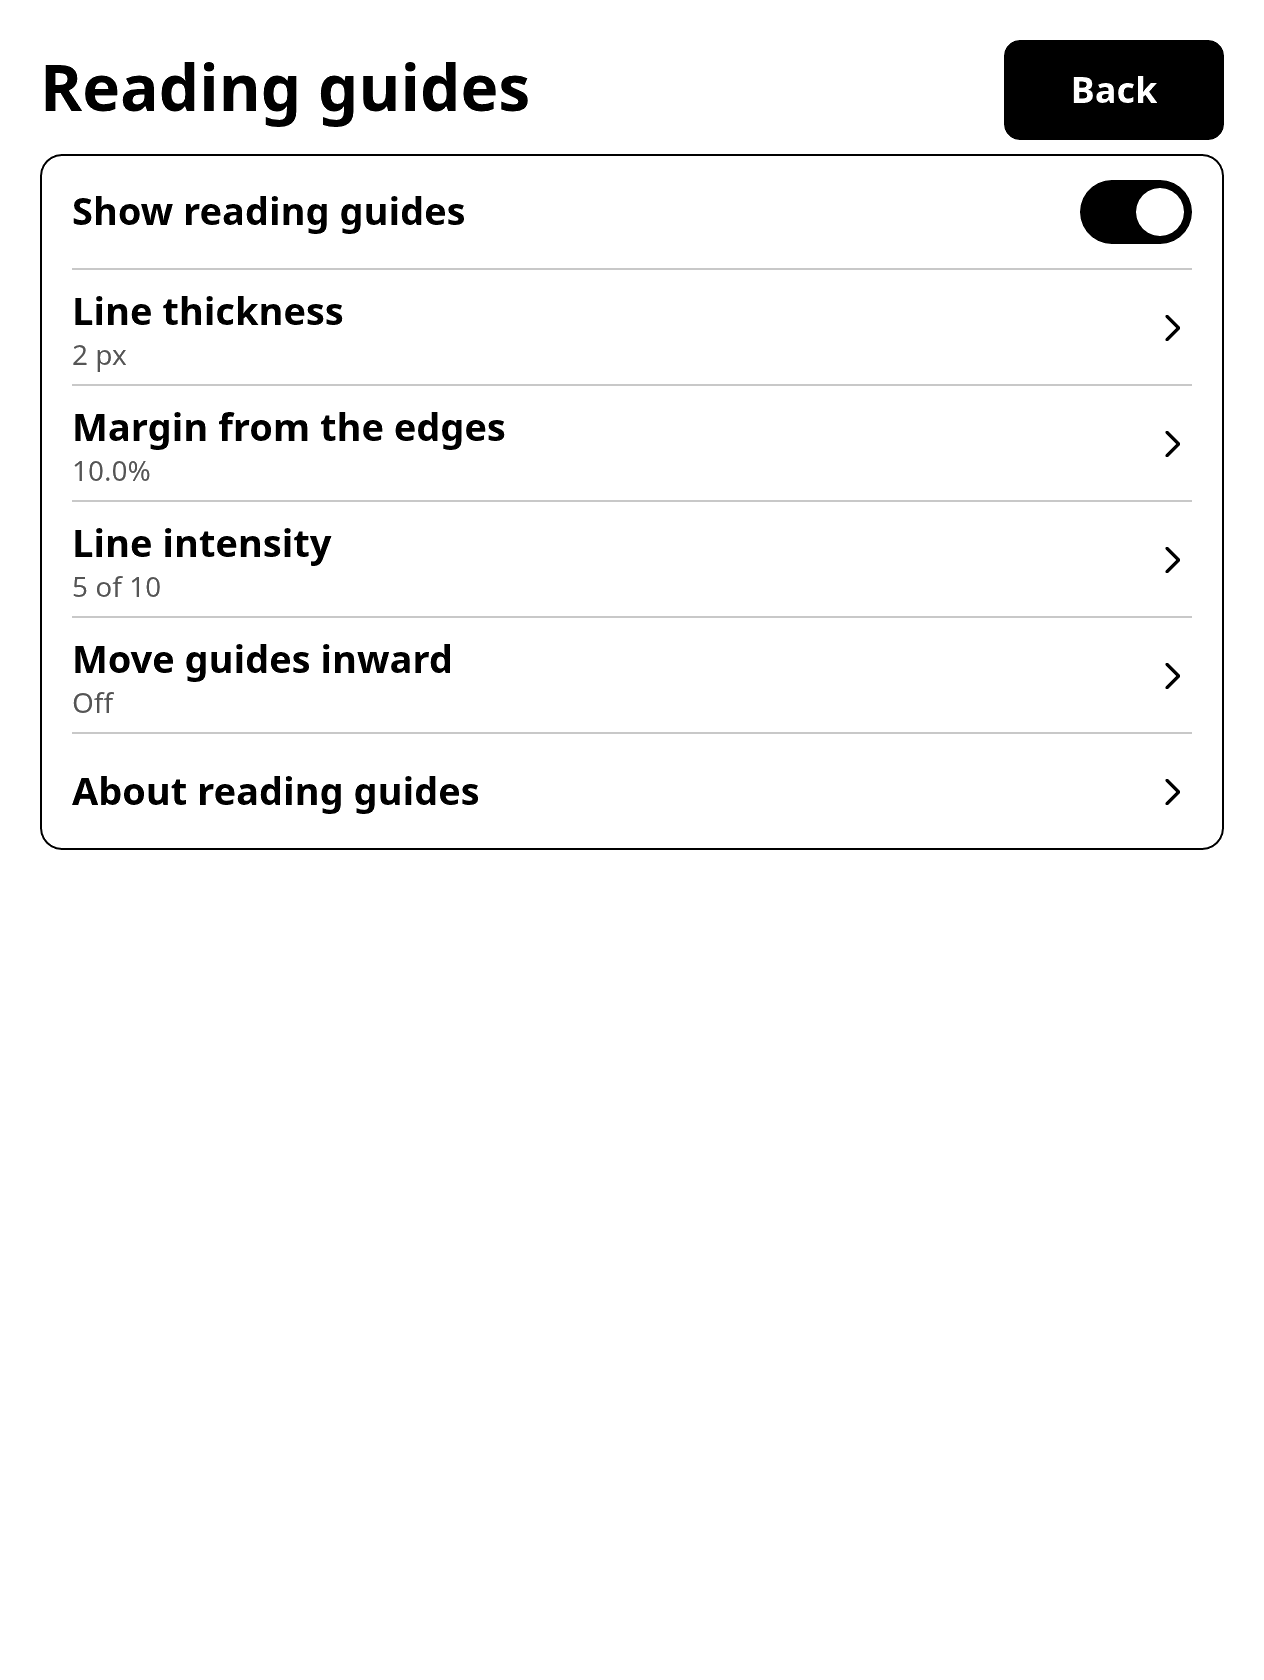 Reading guides
Back
Show reading guides
Line thickness
2 px
Margin from the edges
10.0%
Line intensity
5 of 10
Move guides inward
Off
About reading guides